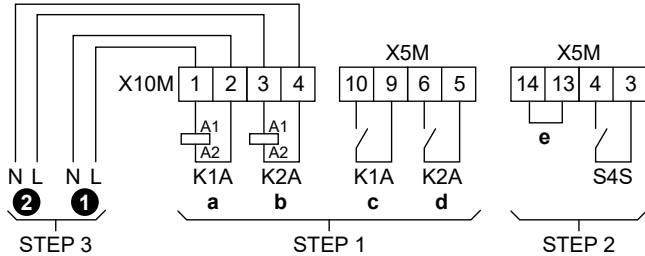 X5M X5M
X10M 1 2 3 4 10 9 6 5 14 13 4 3
A1 A1
A2 A2
e
N L N L K1A K2A K1A K2A S4S
2 1 a b c d
STEP 3 STEP 1 STEP 2